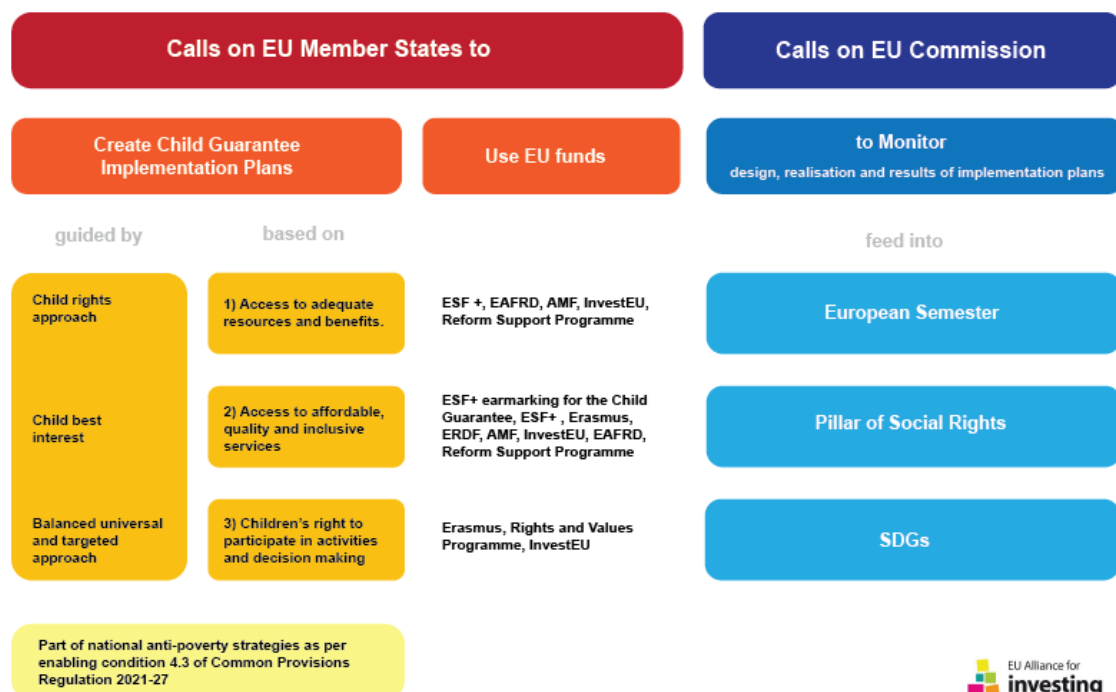 Calls on EU Member States to
Calls on EU Commission
Create Child Guarantee
Implementation Plans
Use EU funds
to Monitor
design, realisation and results of implementation plans
guided by
based on
feed into
Child rights
approach
1) Access to adequate
resources and benefits.
ESF +, EAFRD, AMF, InvestEU,
Reform Support Programme
European Semester
Child best
interest
2) Access to affordable,
quality and inclusive
services
ESF+ earmarking for the Child
Guarantee, ESF+ , Erasmus,
ERDF, AMF, InvestEU, EAFRD,
Reform Support Programme
Pillar of Social Rights
Balanced universal
and targeted
approach
3) Children's right to
participate in activities
and decision making
Erasmus, Rights and Values
Programme, InvestEU
SDGs
Part of national anti-poverty strategies as per
enabling condition 4.3 of Common Provisions
Regulation 2021-27
EU Alliance for
investing